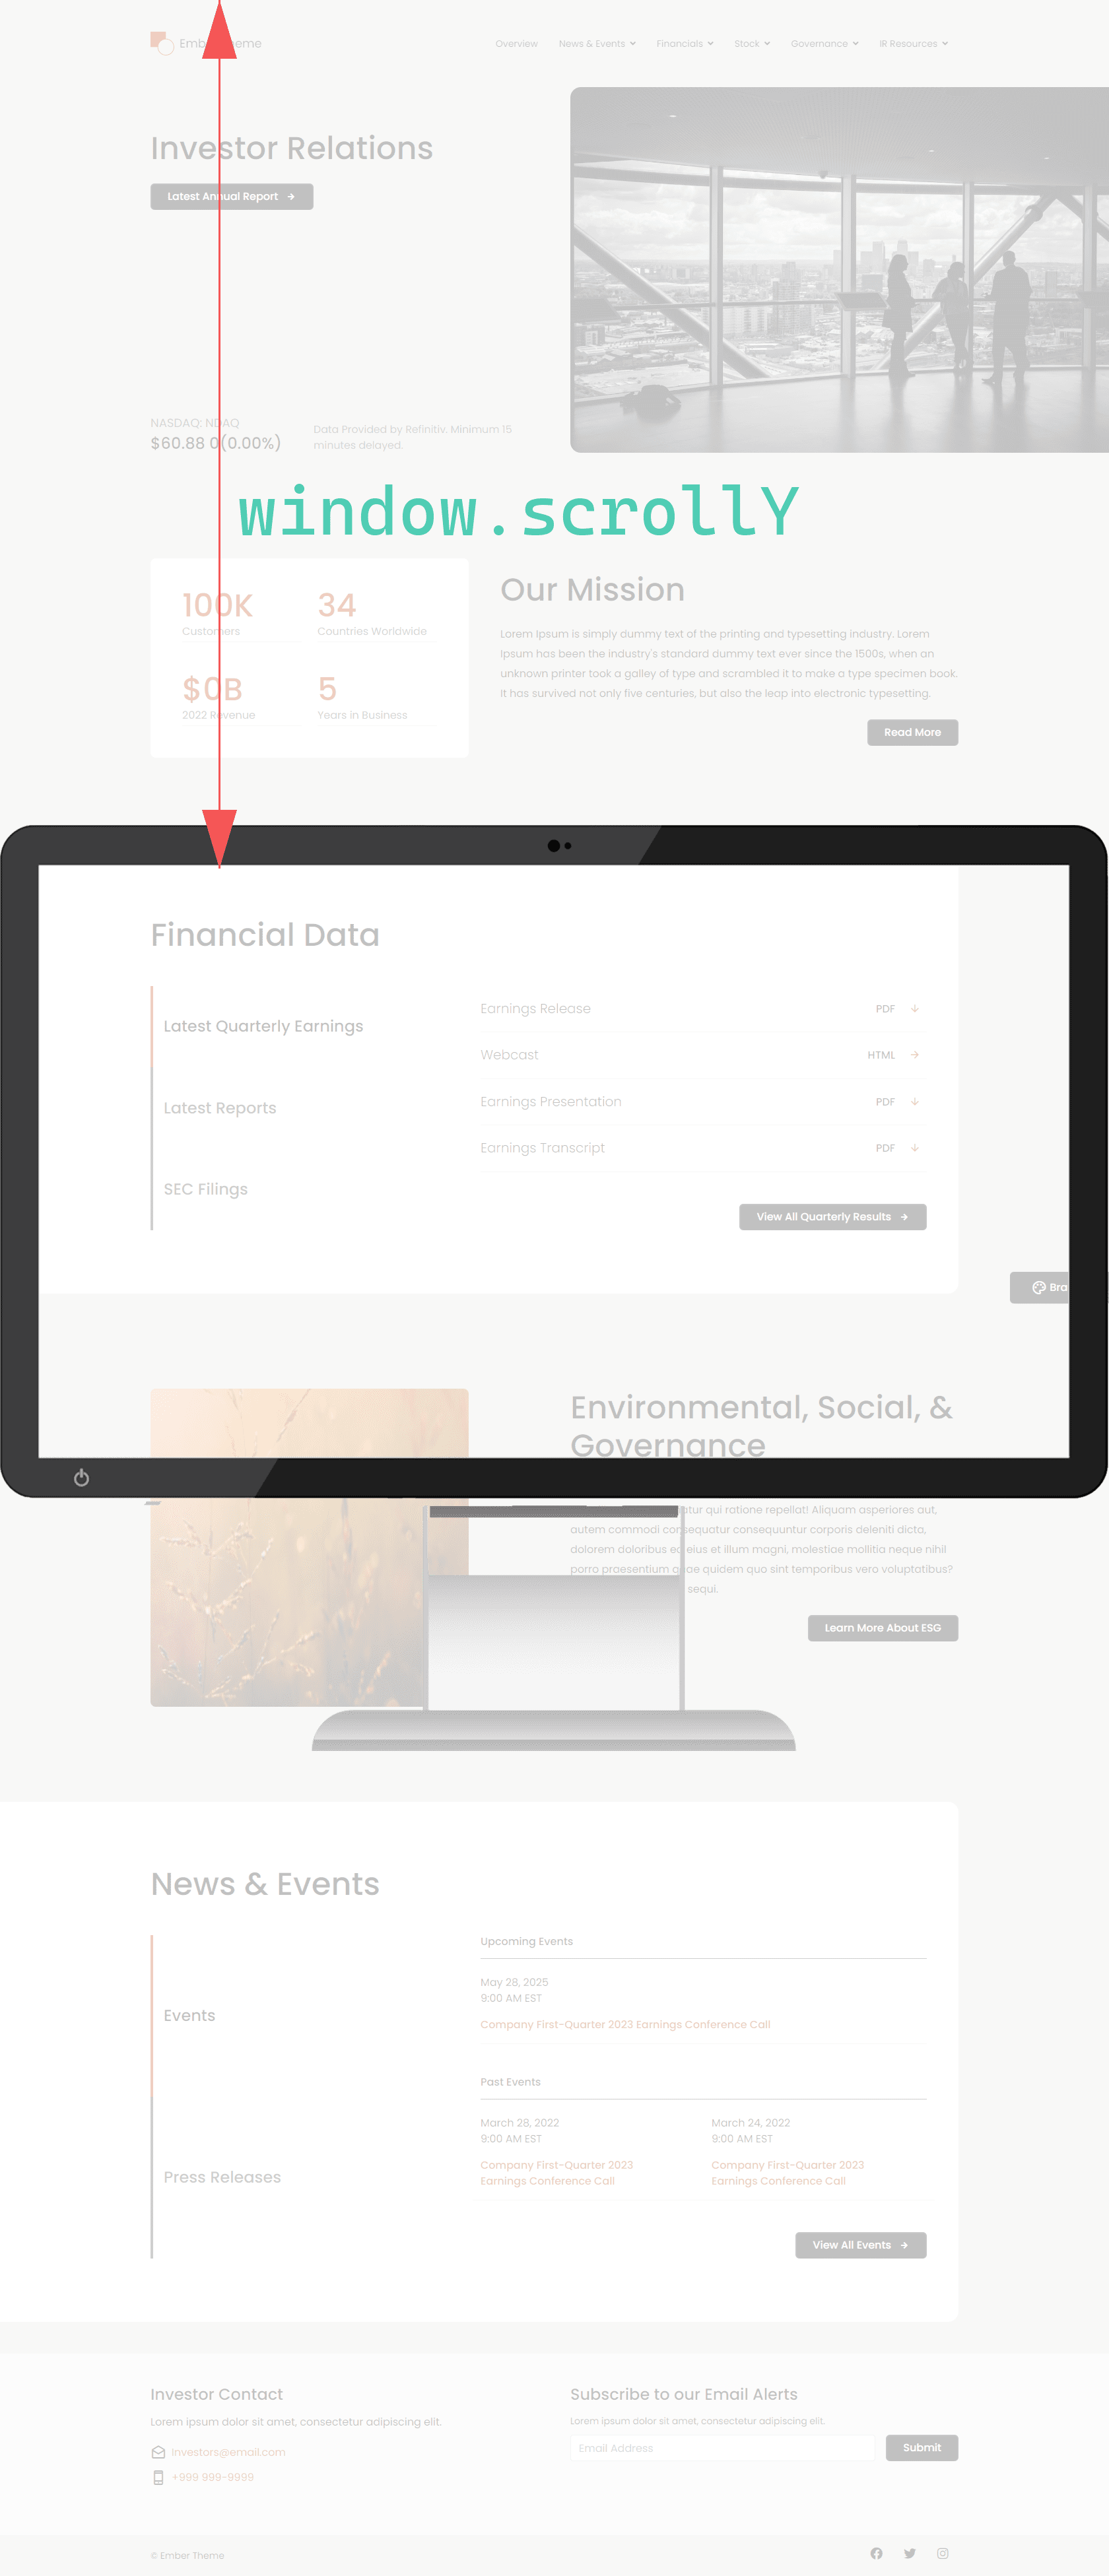 Ember Theme
Overview News & Events Financials Stock Governance IR Resources
Investor Relations
Latest Annual Report
NASDAQ: NDAQ
$60.88 0(0.00%)
Data Provided by Refinitiv. Minimum 15
minutes delayed.
window.scrollY
100K
Customers
34
Countries Worldwide
$0B
2022 Revenue
5
Years in Business
Our Mission
Lorem Ipsum is simply dummy text of the printing and typesetting industry. Lorem
Ipsum has been the industry's standard dummy text ever since the 1500s, when an
unknown printer took a galley of type and scrambled it to make a type specimen book.
It has survived not only five centuries, but also the leap into electronic typesetting.
Read More
Financial Data
Latest Quarterly Earnings
Latest Reports
SEC Filings
Earnings Release PDF
Webcast HTML
Earnings Presentation PDF
Earnings Transcript PDF
View All Quarterly Results
Bra
Environmental, Social, &
Governance
atur qui ratione repellat! Aliquam asperiores aut,
autem commodi consequatur consequuntur corporis deleniti dicta,
dolorem doloribus ea eius et illum magni, molestiae mollitia neque nihil
porro praesentium quae quidem quo sint temporibus vero voluptatibus?
sequi.
Learn More About ESG
News & Events
Events
Press Releases
Upcoming Events
May 28, 2025
9:00 AM EST
Company First-Quarter 2023 Earnings Conference Call
Past Events
March 28, 2022
9:00 AM EST
Company First-Quarter 2023
Earnings Conference Call
March 24, 2022
9:00 AM EST
Company First-Quarter 2023
Earnings Conference Call
View All Events
Investor Contact
Lorem ipsum dolor sit amet, consectetur adipiscing elit.
Investors@email.com
+999 999-9999
Subscribe to our Email Alerts
Lorem ipsum dolor sit amet, consectetur adipiscing elit.
Email Address
Submit
© Ember Theme